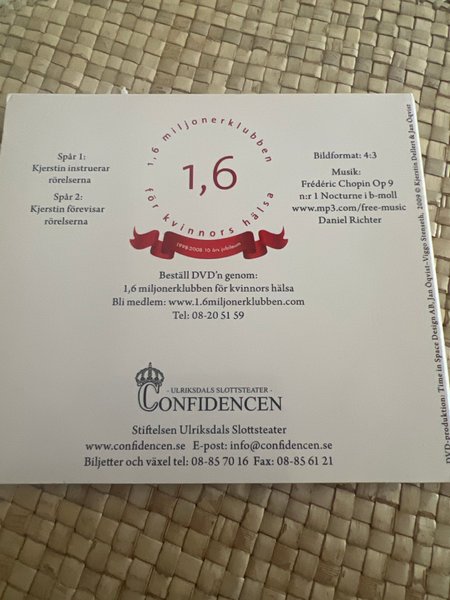 1,6 miljonerklubben
för kvinnors hälsa
1,6
1998-2008 10 års jubileum
Spår 1:
Kjerstin instruerar
rörelserna
Spår 2:
Kjerstin förevisar
rörelserna
Bildformat: 4:3
Musik:
Frédéric Chopin Op 9
n:r 1 Nocturne i b-moll
www.mp3.com/free-music
Daniel Richter
Beställ DVD'n genom:
1,6 miljonerklubben för kvinnors hälsa
Bli medlem: www.1.6miljonerklubben.com
Tel: 08-20 51 59
- ULRIKSDALS SLOTTSTEATER -
CONFIDENCEN
Stiftelsen Ulriksdals Slottsteater
www.confidencen.se E-post: info@confidencen.se
Biljetter och växel tel: 08-85 70 16 Fax: 08-85 61 21
DVD-produktion: Time in Space Design AB, Jan Öqvist-Viggo Stenseth, 2009 © Kjerstin Dellert & Jan Öqvist